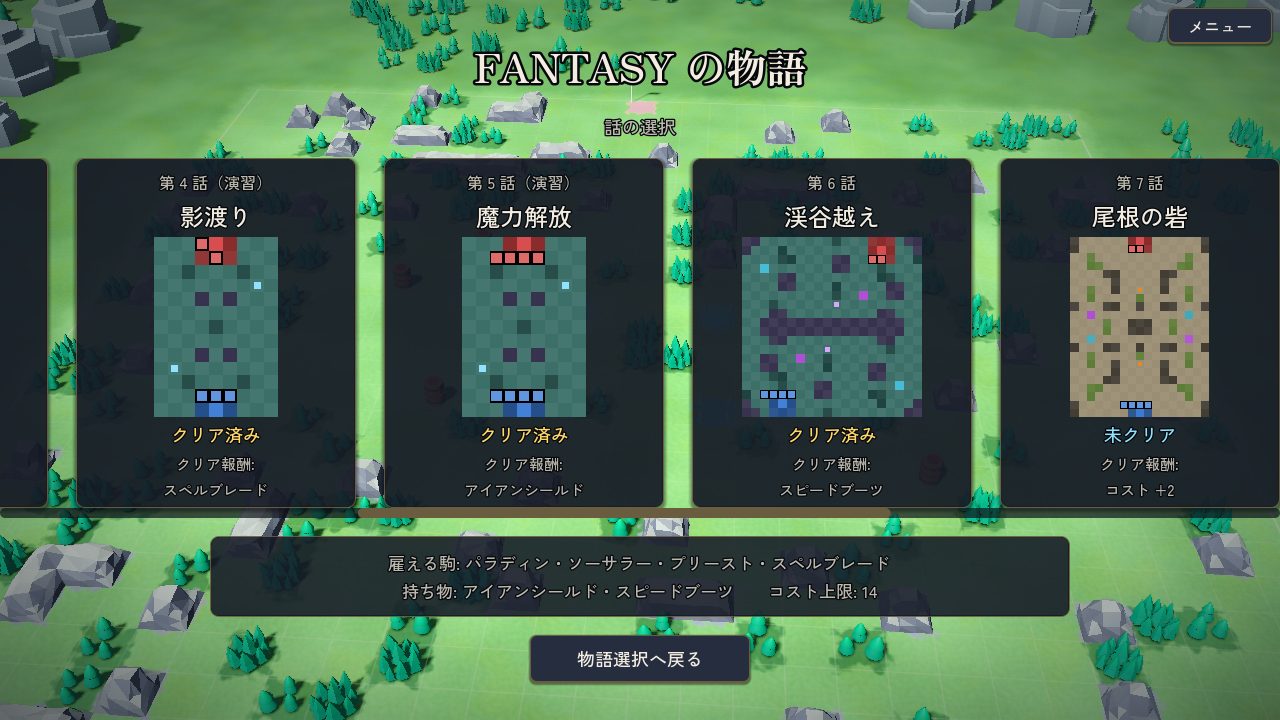 メニュー
FANTASY の物語
話の選択
第 4 話（演習）
影渡り
クリア済み
クリア報酬:
スペルブレード
第 5 話（演習）
魔力解放
クリア済み
クリア報酬:
アイアンシールド
第 6 話
渓谷越え
クリア済み
クリア報酬:
スピードブーツ
第 7 話
尾根の砦
未クリア
クリア報酬:
コスト +2
雇える駒: パラディン・ソーサラー・プリースト・スペルブレード
持ち物: アイアンシールド・スピードブーツ　　コスト上限: 14
物語選択へ戻る